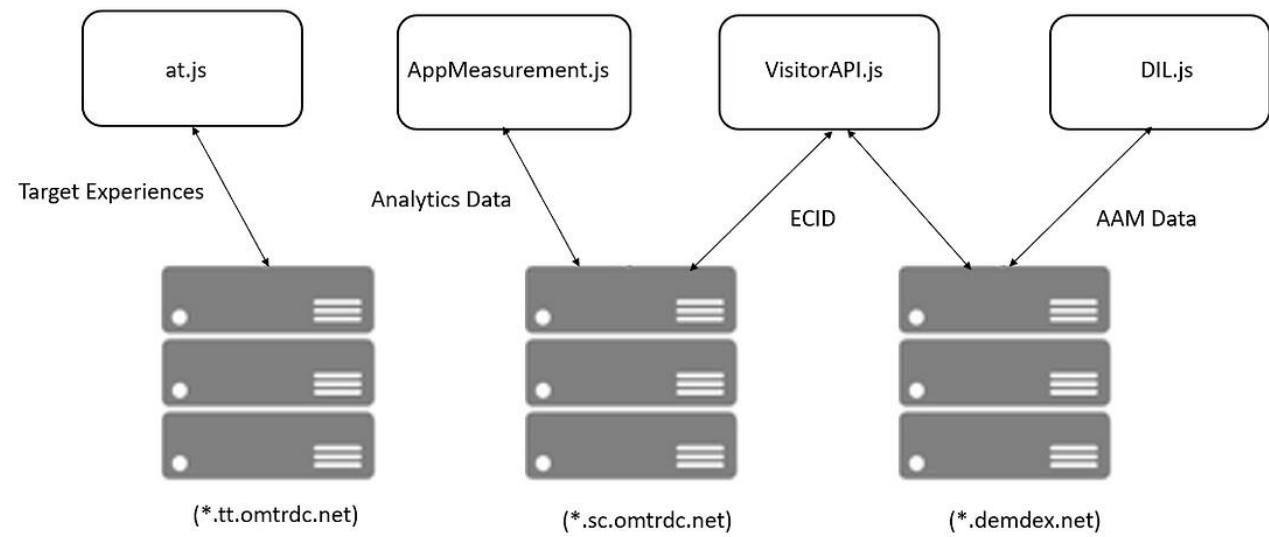 at.js
AppMeasurement.js
VisitorAPI.js
DIL.js
Target Experiences
Analytics Data
ECID
AAM Data
(*.tt.omtrdc.net)
(*.sc.omtrdc.net)
(*.demdex.net)